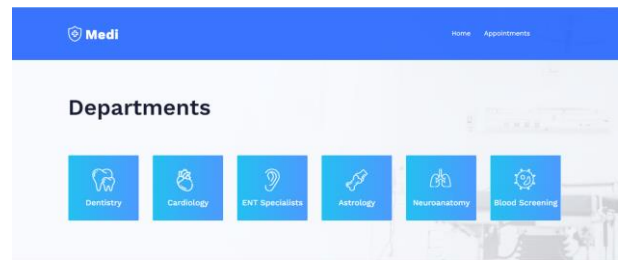 Medi
Home Appointments
Departments
Dentistry Cardiology ENT Specialists Astrology Neuroanatomy Blood Screening